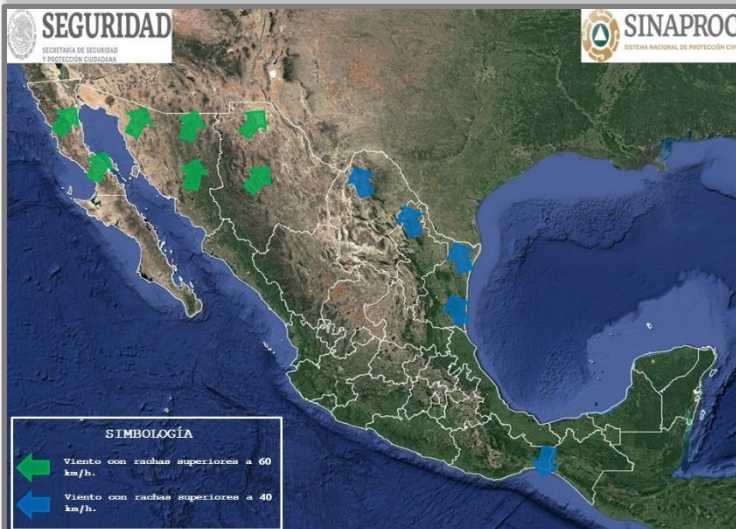 SEGURIDAD
SECRETARÍA DE SEGURIDAD
Y PROTECCIÓN CIUDADANA
SINAPROC
SISTEMA NACIONAL DE PROTECCIÓN CIV
SIMBOLOGÍA
Viento con rachas superiores a 60
km/h.
Viento con rachas superiores a 40
km/h.